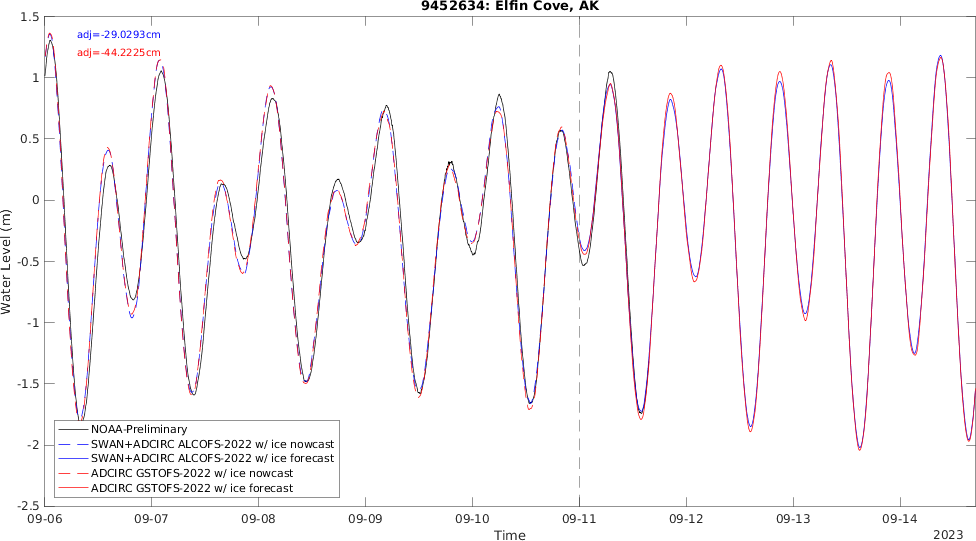 9452634: Elfin Cove, AK
adj=-29.0293cm
adj=-44.2225cm
Water Level (m)
1.5
1
0.5
0
-0.5
-1
-1.5
-2
-2.5
NOAA-Preliminary
SWAN+ADCIRC ALCOFS-2022 w/ ice nowcast
SWAN+ADCIRC ALCOFS-2022 w/ ice forecast
ADCIRC GSTOFS-2022 w/ ice nowcast
ADCIRC GSTOFS-2022 w/ ice forecast
09-06 09-07 09-08 09-09 09-10 09-11 09-12 09-13 09-14
Time
2023